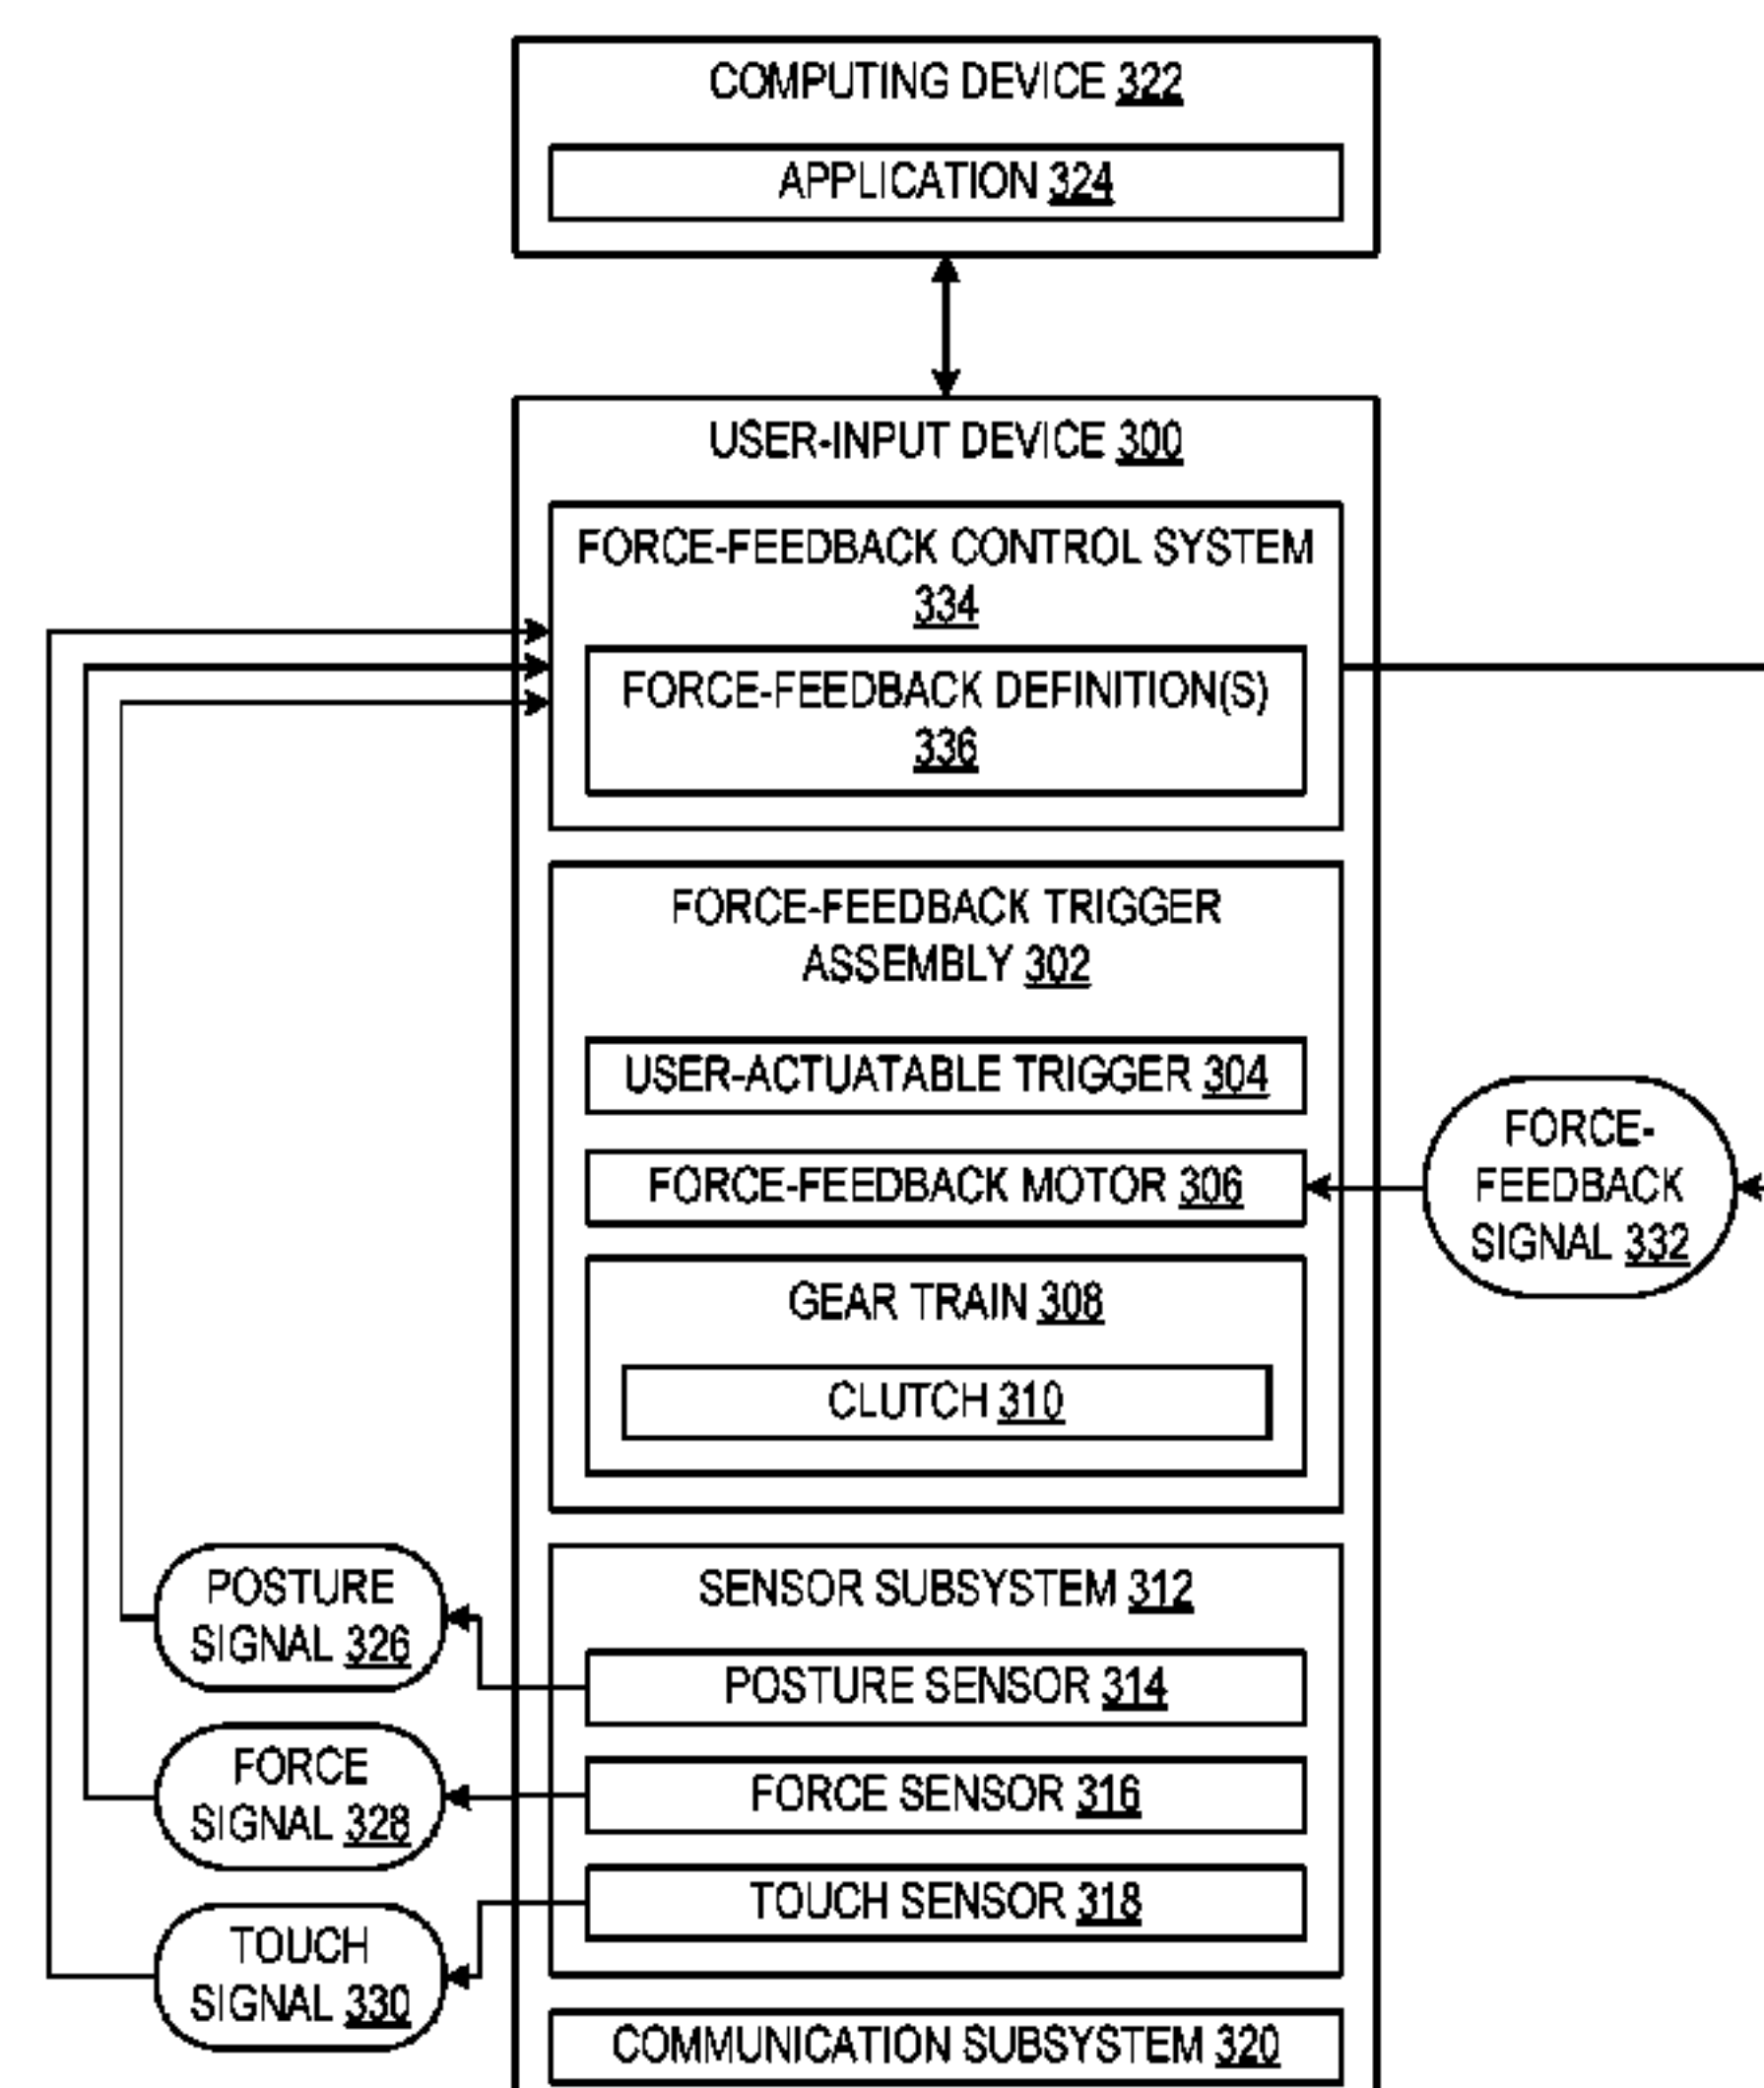 COMPUTING DEVICE 322
APPLICATION 324
USER-INPUT DEVICE 300
FORCE-FEEDBACK CONTROL SYSTEM
334
FORCE-FEEDBACK DEFINITION(S)
336
FORCE-FEEDBACK TRIGGER
ASSEMBLY 302
USER-ACTUATABLE TRIGGER 304
FORCE-FEEDBACK MOTOR 306
FORCE-
FEEDBACK
SIGNAL 332
GEAR TRAIN 308
CLUTCH 310
POSTURE
SIGNAL 326
SENSOR SUBSYSTEM 312
POSTURE SENSOR 314
FORCE
SIGNAL 328
FORCE SENSOR 316
TOUCH SENSOR 318
TOUCH
SIGNAL 330
COMMUNICATION SUBSYSTEM 320